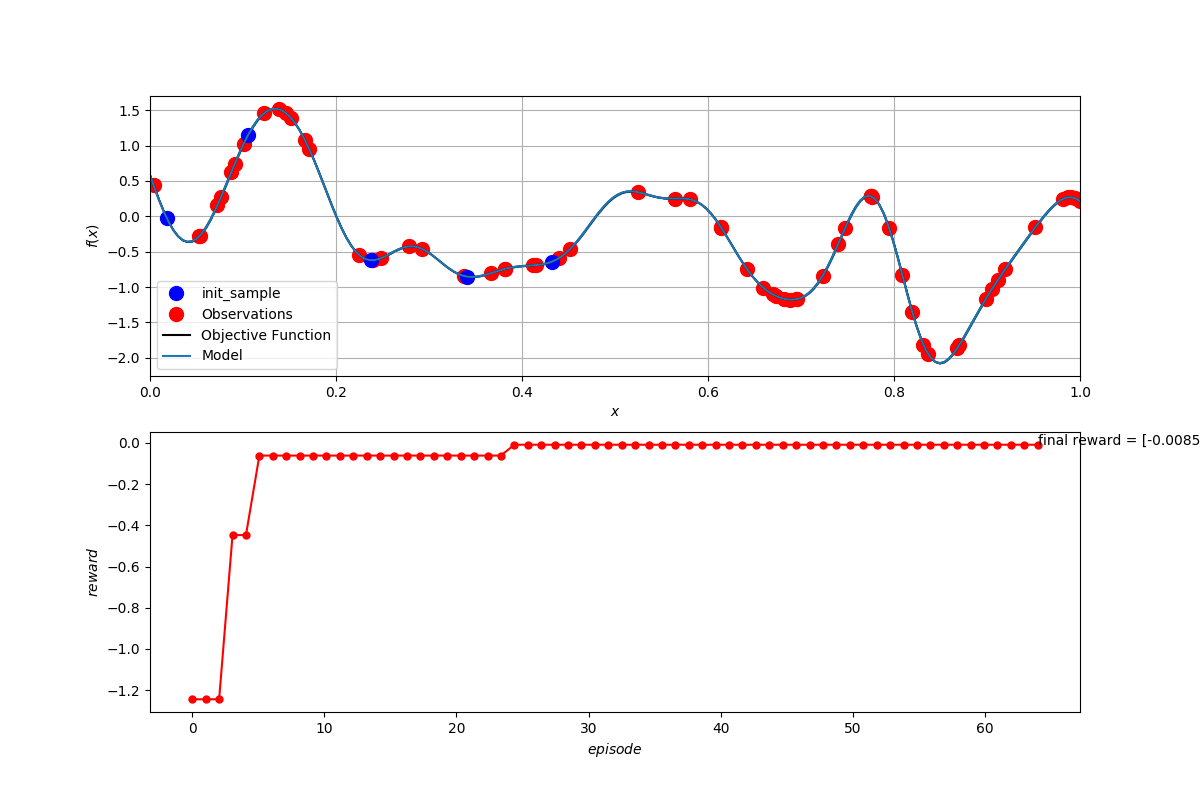 1.5
1.0
0.5
0.0
−0.5
−1.0
−1.5
−2.0
f(x)
init_sample
Observations
Objective Function
Model
0.0 0.2 0.4 0.6 0.8 1.0
x
final reward = [-0.0085
0.0
−0.2
−0.4
−0.6
−0.8
−1.0
−1.2
reward
0 10 20 30 40 50 60
episode